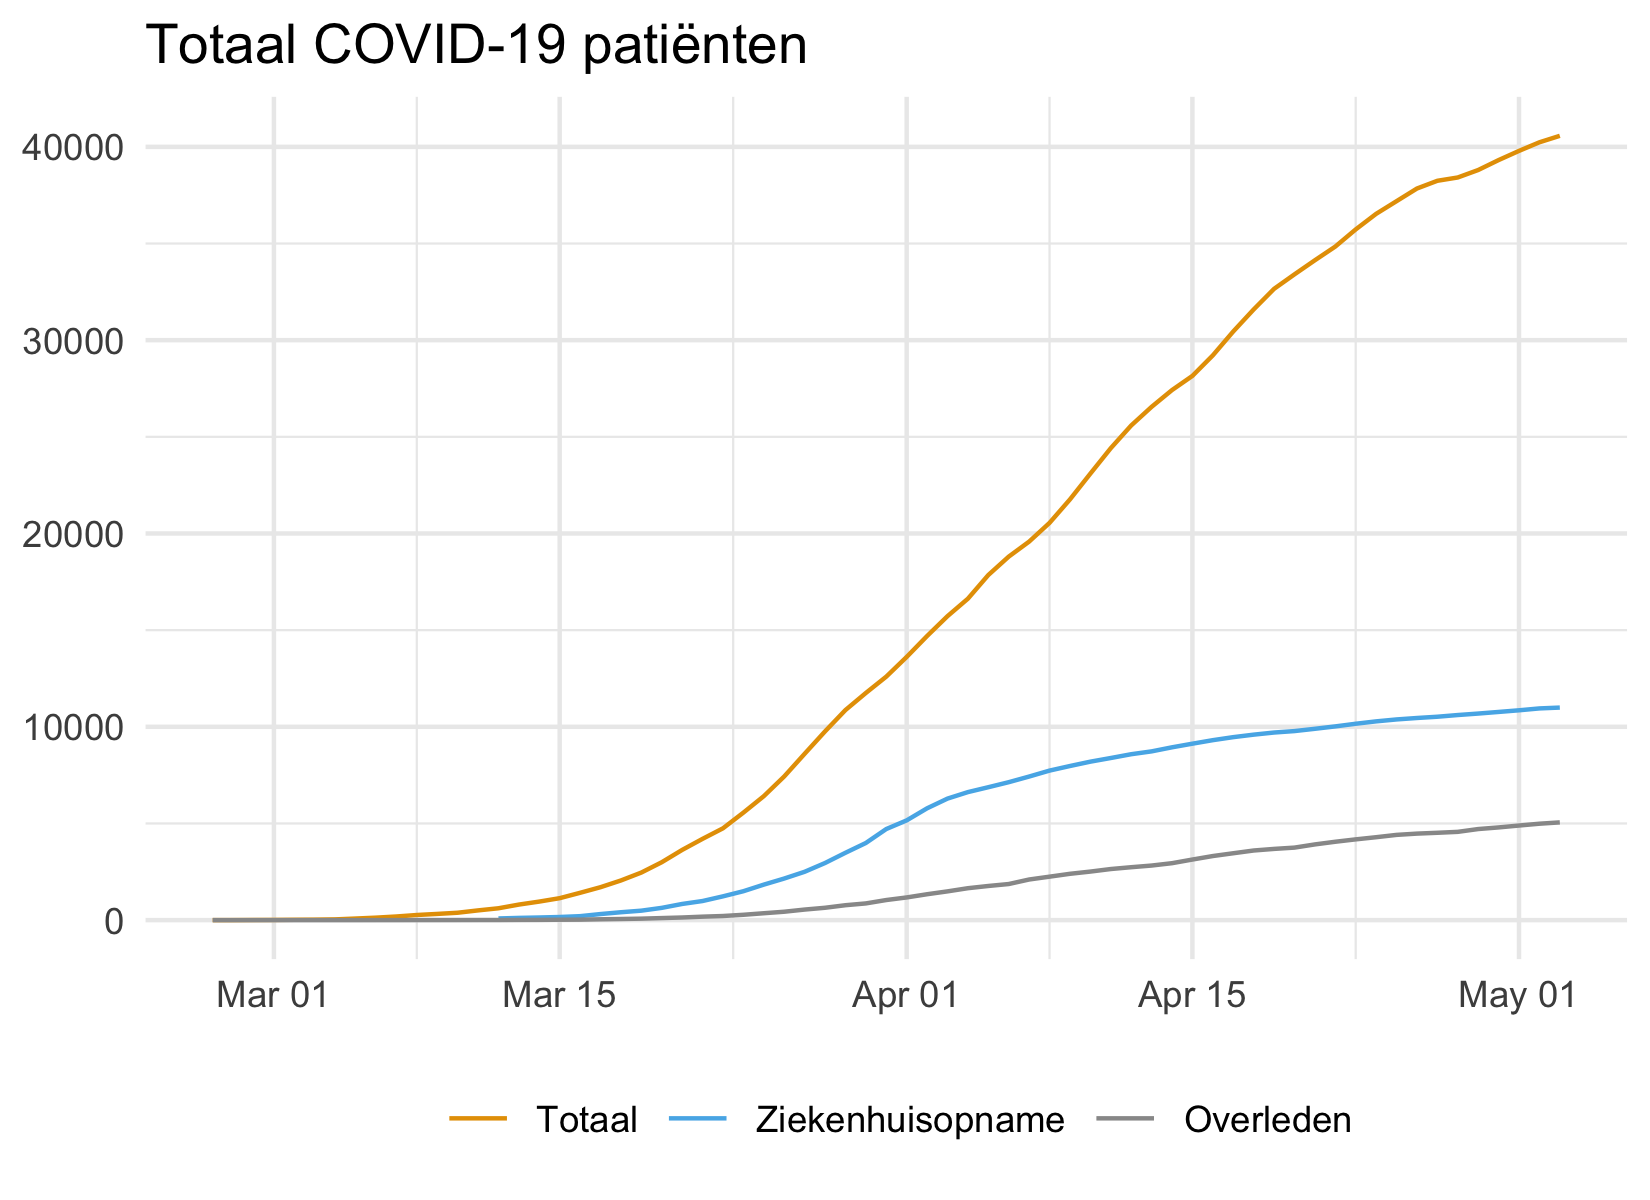 Totaal COVID-19 patiënten
40000
30000
20000
10000
0
Mar 01 Mar 15 Apr 01 Apr 15 May 01
Totaal Ziekenhuisopname Overleden